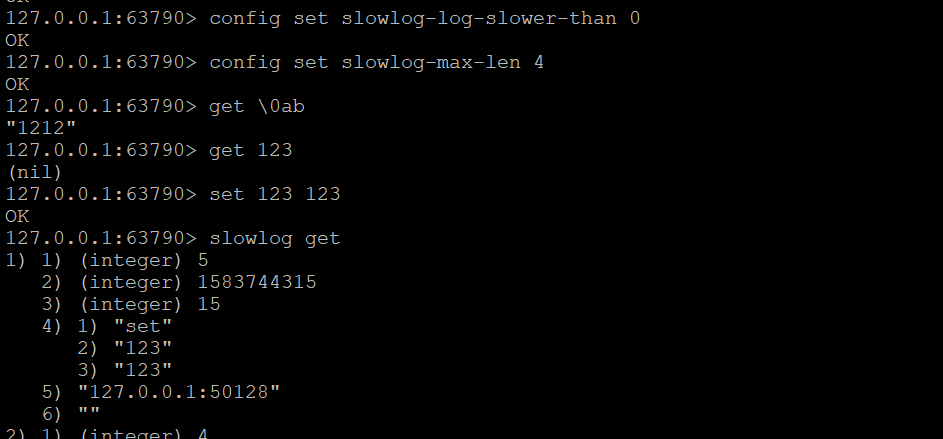 127.0.0.1:63790> config set slowlog-log-slower-than 0
OK
127.0.0.1:63790> config set slowlog-max-len 4
OK
127.0.0.1:63790> get \0ab
"1212"
127.0.0.1:63790> get 123
(nil)
127.0.0.1:63790> set 123 123
OK
127.0.0.1:63790> slowlog get
1) 1) (integer) 5
   2) (integer) 1583744315
   3) (integer) 15
   4) 1) "set"
      2) "123"
      3) "123"
   5) "127.0.0.1:50128"
   6) ""
2) 1) (integer) 4